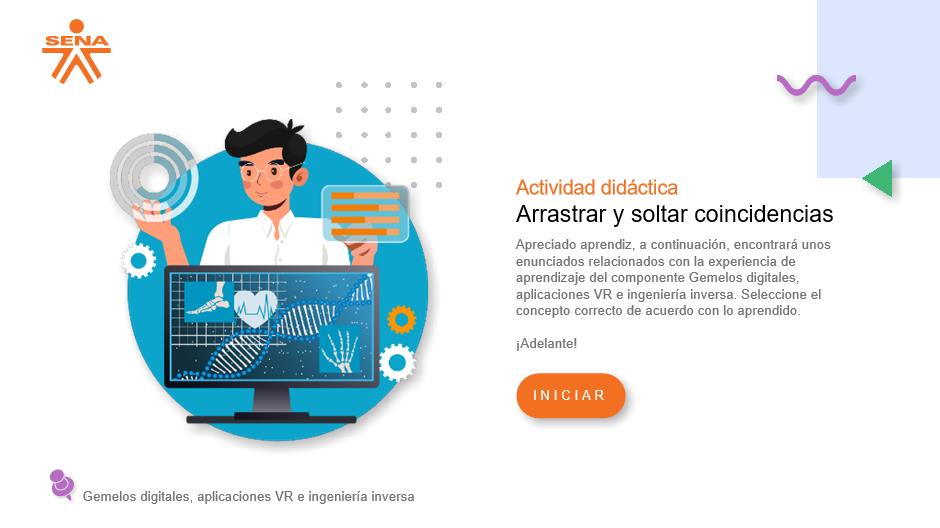 SENA
Actividad didáctica
Arrastrar y soltar coincidencias
Apreciado aprendiz, a continuación, encontrará unos
enunciados relacionados con la experiencia de
aprendizaje del componente Gemelos digitales,
aplicaciones VR e ingeniería inversa. Seleccione el
concepto correcto de acuerdo con lo aprendido.
¡Adelante!
INICIAR
Gemelos digitales, aplicaciones VR e ingeniería inversa